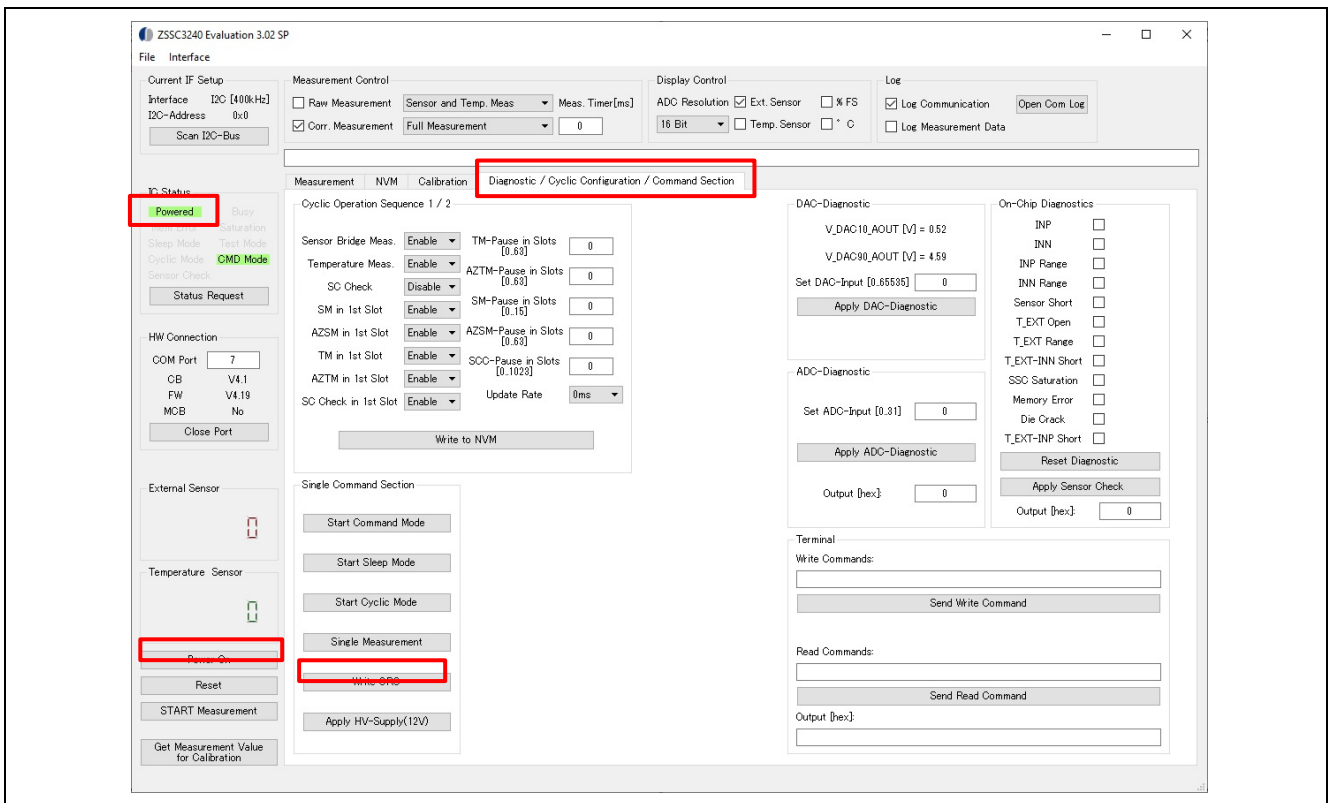 ZSSC3240 Evaluation 3.02 SP
File Interface
Current IF Setup
Interface I2C [400kHz]
I2C-Address 0x0
Scan I2C-Bus
Measurement Control
Raw Measurement Sensor and Temp. Meas Meas. Timer[ms]
Corr. Measurement Full Measurement 0
Display Control
ADC Resolution Ext. Sensor % FS
16 Bit Temp. Sensor ° C
Log
Log Communication Open Com Log
Log Measurement Data
IC Status
Powered Busy
Saturation
Sleep Mode Test Mode
Cyclic Mode CMD Mode
Sensor Check
Status Request
HW Connection
COM Port 7
CB V4.1
FW V4.19
MCB No
Close Port
External Sensor
0
Temperature Sensor
0
Power On
Reset
START Measurement
Get Measurement Value
for Calibration
Measurement NVM Calibration Diagnostic / Cyclic Configuration / Command Section
Cyclic Operation Sequence 1 / 2
Sensor Bridge Meas. Enable
Temperature Meas. Enable
SC Check Disable
SM in 1st Slot Enable
AZSM in 1st Slot Enable
TM in 1st Slot Enable
AZTM in 1st Slot Enable
SC Check in 1st Slot Enable
TM-Pause in Slots
[0..63] 0
AZTM-Pause in Slots
[0..63] 0
SM-Pause in Slots
[0..15] 0
AZSM-Pause in Slots
[0..63] 0
SCC-Pause in Slots
[0..1023] 0
Update Rate 0ms
Write to NVM
Single Command Section
Start Command Mode
Start Sleep Mode
Start Cyclic Mode
Single Measurement
Write CRC
Apply HV-Supply(12V)
DAC-Diagnostic
V_DAC10_AOUT [V] = 0.52
V_DAC90_AOUT [V] = 4.59
Set DAC-Input [0..65535] 0
Apply DAC-Diagnostic
ADC-Diagnostic
Set ADC-Input [0..31] 0
Apply ADC-Diagnostic
Output [hex]: 0
On-Chip Diagnostics
INP
INN
INP Range
INN Range
Sensor Short
T_EXT Open
T_EXT Range
T_EXT-INN Short
SSC Saturation
Memory Error
Die Crack
T_EXT-INP Short
Reset Diagnostic
Apply Sensor Check
Output [hex]: 0
Terminal
Write Commands:
Send Write Command
Read Commands:
Send Read Command
Output [hex]: